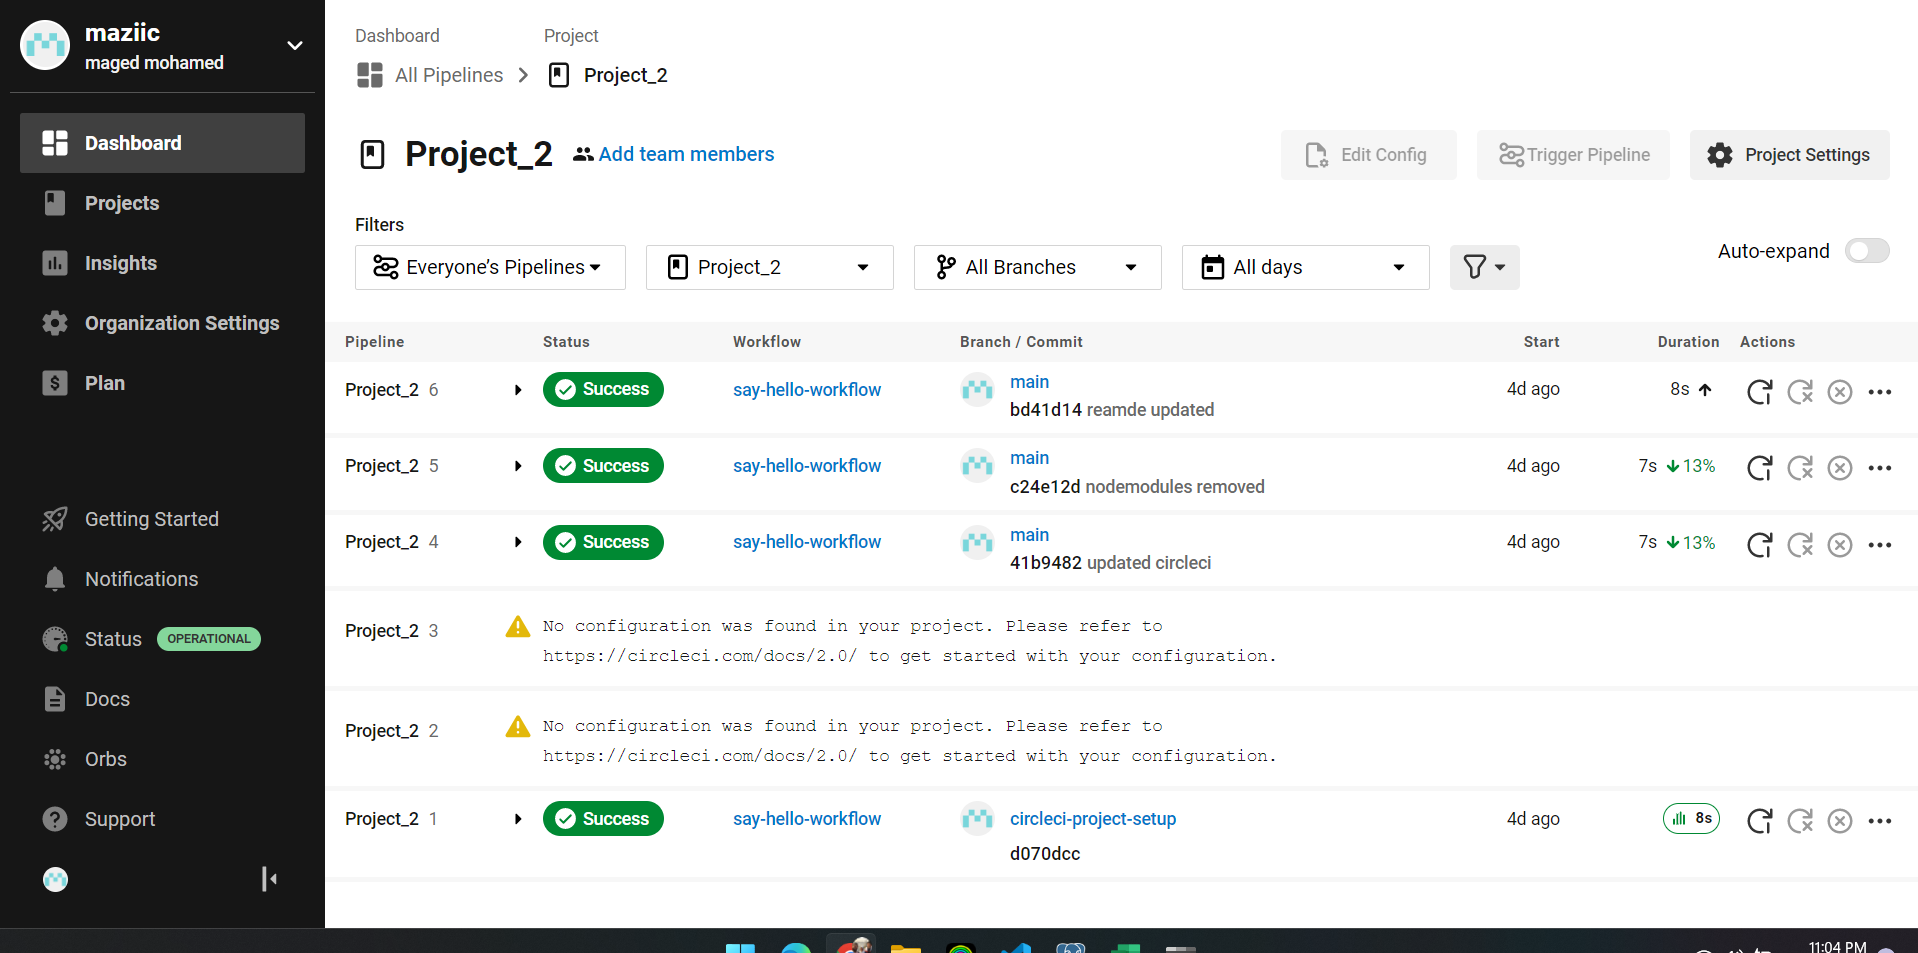 maziic
maged mohamed
Dashboard
Projects
Insights
Organization Settings
Plan
Getting Started
Notifications
Status OPERATIONAL
Docs
Orbs
Support
Dashboard Project
All Pipelines Project_2
Project_2 Add team members
Edit Config Trigger Pipeline Project Settings
Filters
Everyone’s Pipelines Project_2 All Branches All days
Auto-expand
Pipeline Status Workflow Branch / Commit Start Duration Actions
Project_2 6 Success say-hello-workflow main 4d ago 8s
bd41d14 reamde updated
Project_2 5 Success say-hello-workflow main 4d ago 7s 13%
c24e12d nodemodules removed
Project_2 4 Success say-hello-workflow main 4d ago 7s 13%
41b9482 updated circleci
Project_2 3 No configuration was found in your project. Please refer to
https://circleci.com/docs/2.0/ to get started with your configuration.
Project_2 2 No configuration was found in your project. Please refer to
https://circleci.com/docs/2.0/ to get started with your configuration.
Project_2 1 Success say-hello-workflow circleci-project-setup 4d ago 8s
d070dcc
11:04 PM